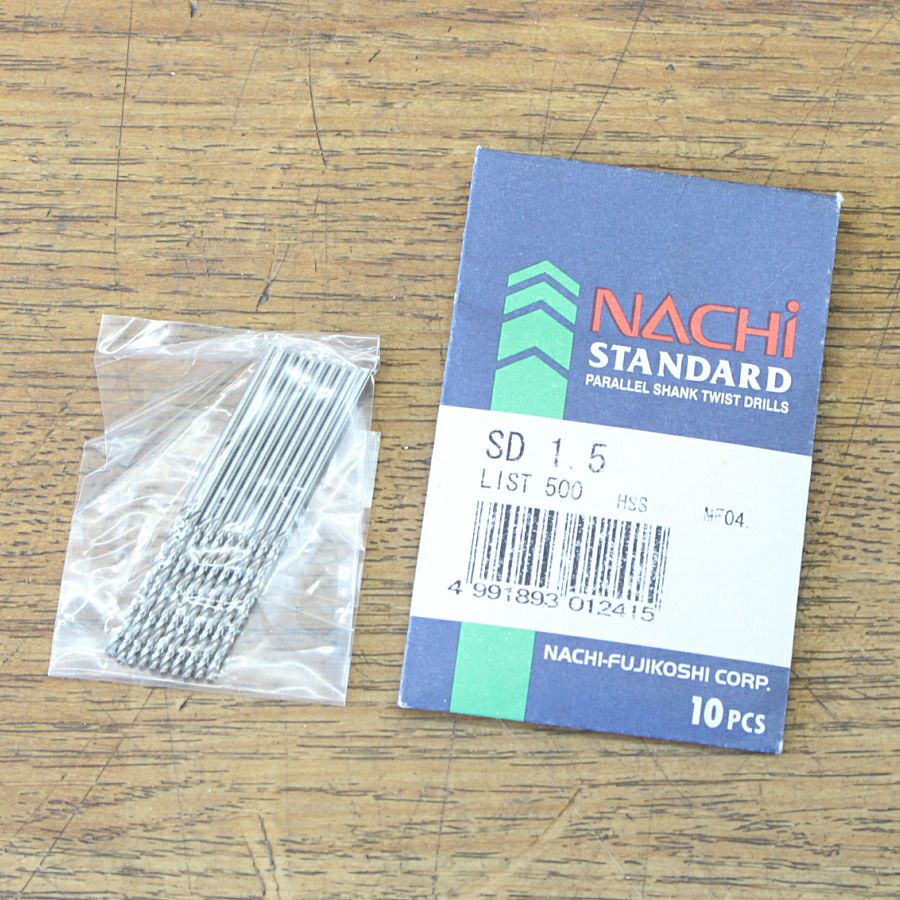 NACHi
STANDARD
PARALLEL SHANK TWIST DRILLS
SD 1.5
LIST 500
HSS
MF04.
4 991893 012415
NACHI-FUJIKOSHI CORP.
10 PCS